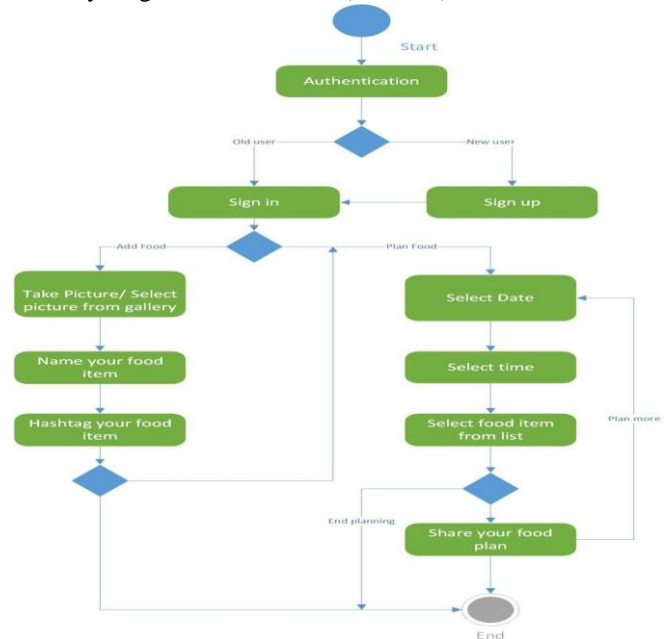 Start
Authentication
Old user
New user
Sign in
Sign up
Add Food
Plan Food
Take Picture/ Select
picture from gallery
Select Date
Name your food
item
Select time
Hashtag your food
item
Select food item
from list
Plan more
End planning
Share your food
plan
End